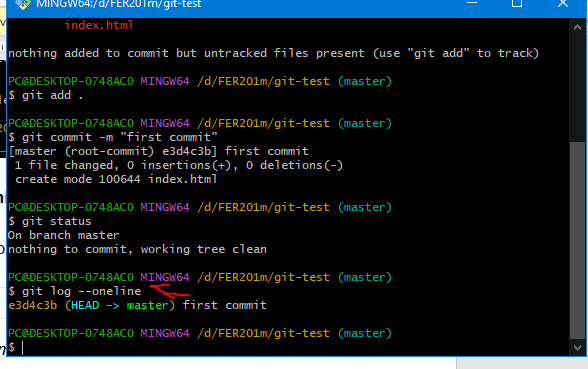 MINGW64:/d/FER201m/git-test
index.html
nothing added to commit but untracked files present (use "git add" to track)
PC@DESKTOP-O748ACO MINGW64 /d/FER201m/git-test (master)
$ git add .
PC@DESKTOP-O748ACO MINGW64 /d/FER201m/git-test (master)
$ git commit -m "first commit"
[master (root-commit) e3d4c3b] first commit
1 file changed, 0 insertions(+), 0 deletions(-)
create mode 100644 index.html
PC@DESKTOP-O748ACO MINGW64 /d/FER201m/git-test (master)
$ git status
On branch master
nothing to commit, working tree clean
PC@DESKTOP-O748ACO MINGW64 /d/FER201m/git-test (master)
$ git log --oneline
e3d4c3b (HEAD -> master) first commit
PC@DESKTOP-O748ACO MINGW64 /d/FER201m/git-test (master)
$